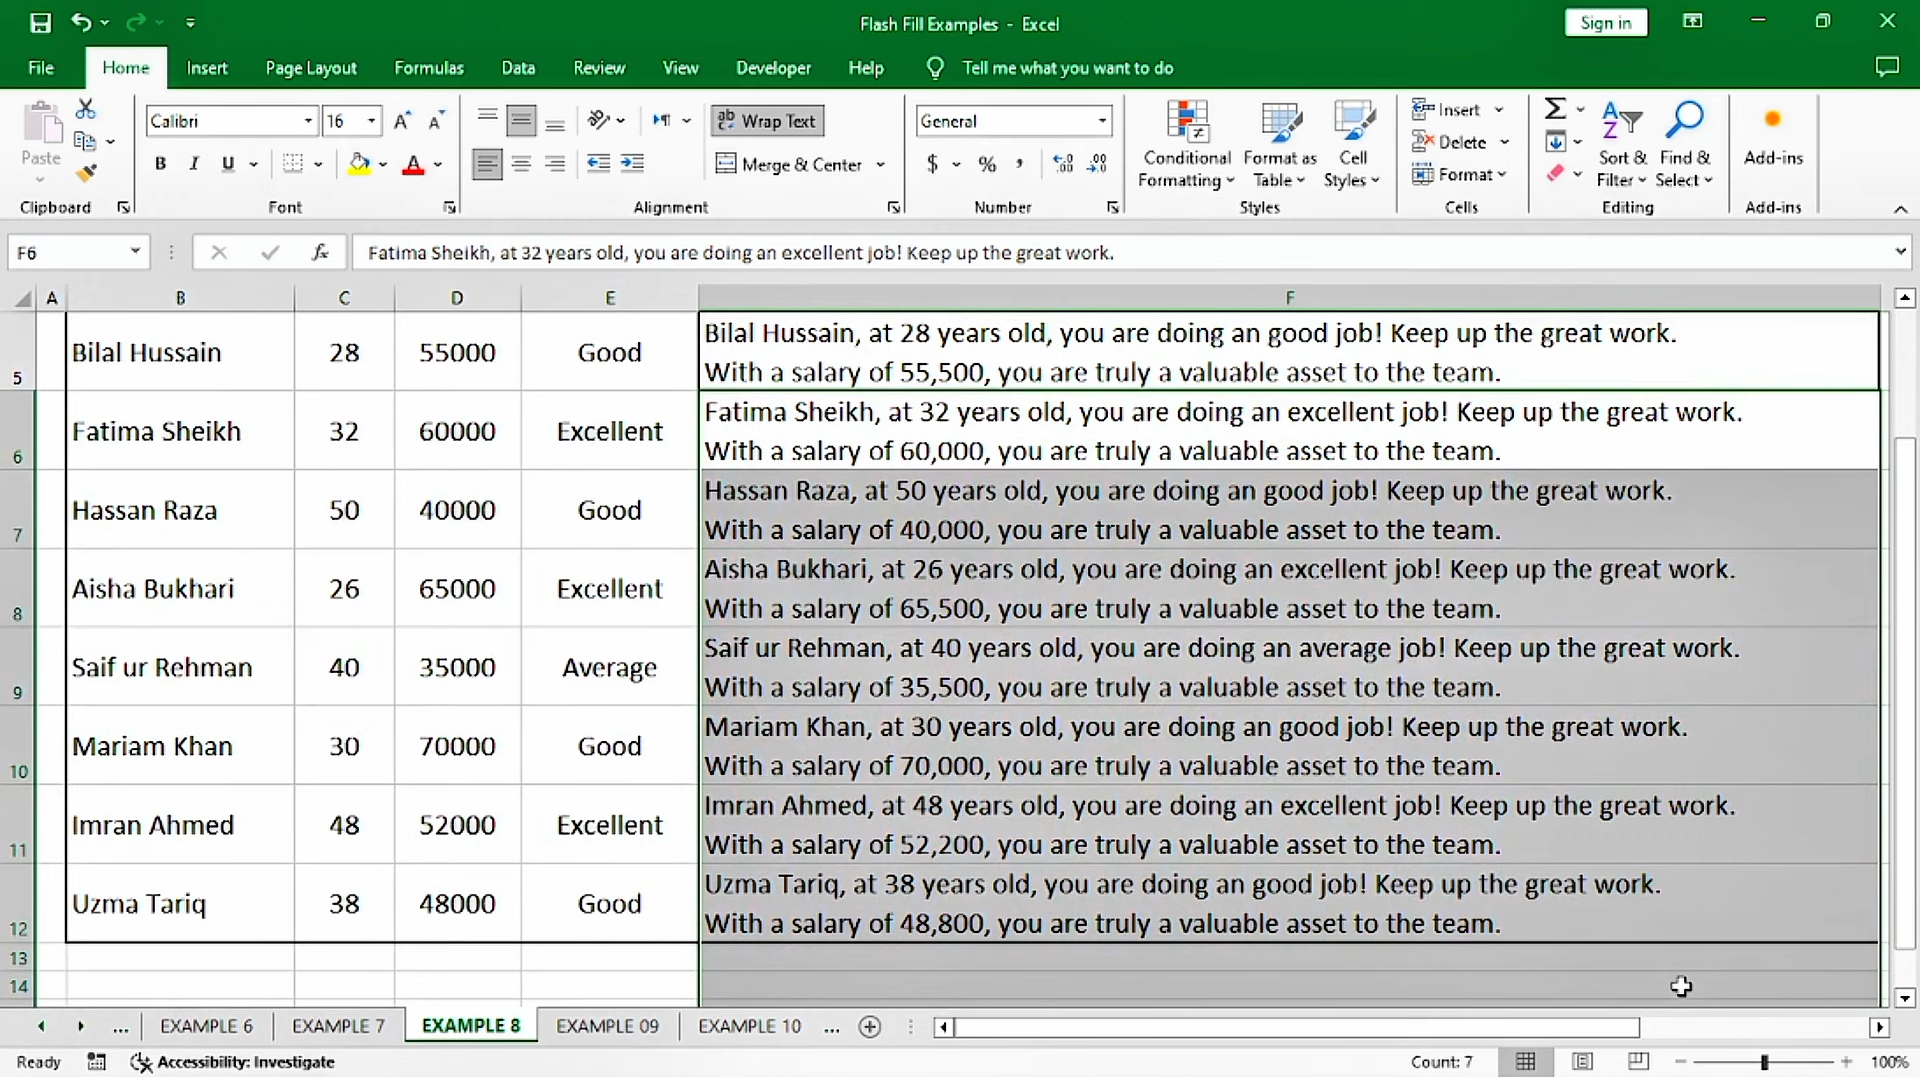 Flash Fill Examples - Excel
Sign in
File Home Insert Page Layout Formulas Data Review View Developer Help Tell me what you want to do
Paste
Clipboard
Calibri 16
B I U
Font
Wrap Text
Merge & Center
Alignment
General
$ % ,
Number
Conditional Formatting
Format as Table
Cell Styles
Styles
Insert
Delete
Format
Cells
Sort & Filter
Find & Select
Editing
Add-ins
Add-ins
F6 fx Fatima Sheikh, at 32 years old, you are doing an excellent job! Keep up the great work.
A B C D E F
5 Bilal Hussain 28 55000 Good Bilal Hussain, at 28 years old, you are doing an good job! Keep up the great work.
With a salary of 55,500, you are truly a valuable asset to the team.
6 Fatima Sheikh 32 60000 Excellent Fatima Sheikh, at 32 years old, you are doing an excellent job! Keep up the great work.
With a salary of 60,000, you are truly a valuable asset to the team.
7 Hassan Raza 50 40000 Good Hassan Raza, at 50 years old, you are doing an good job! Keep up the great work.
With a salary of 40,000, you are truly a valuable asset to the team.
8 Aisha Bukhari 26 65000 Excellent Aisha Bukhari, at 26 years old, you are doing an excellent job! Keep up the great work.
With a salary of 65,500, you are truly a valuable asset to the team.
9 Saif ur Rehman 40 35000 Average Saif ur Rehman, at 40 years old, you are doing an average job! Keep up the great work.
With a salary of 35,500, you are truly a valuable asset to the team.
10 Mariam Khan 30 70000 Good Mariam Khan, at 30 years old, you are doing an good job! Keep up the great work.
With a salary of 70,000, you are truly a valuable asset to the team.
11 Imran Ahmed 48 52000 Excellent Imran Ahmed, at 48 years old, you are doing an excellent job! Keep up the great work.
With a salary of 52,200, you are truly a valuable asset to the team.
12 Uzma Tariq 38 48000 Good Uzma Tariq, at 38 years old, you are doing an good job! Keep up the great work.
With a salary of 48,800, you are truly a valuable asset to the team.
13
14
... EXAMPLE 6 EXAMPLE 7 EXAMPLE 8 EXAMPLE 09 EXAMPLE 10 ...
Ready Accessibility: Investigate Count: 7 100%